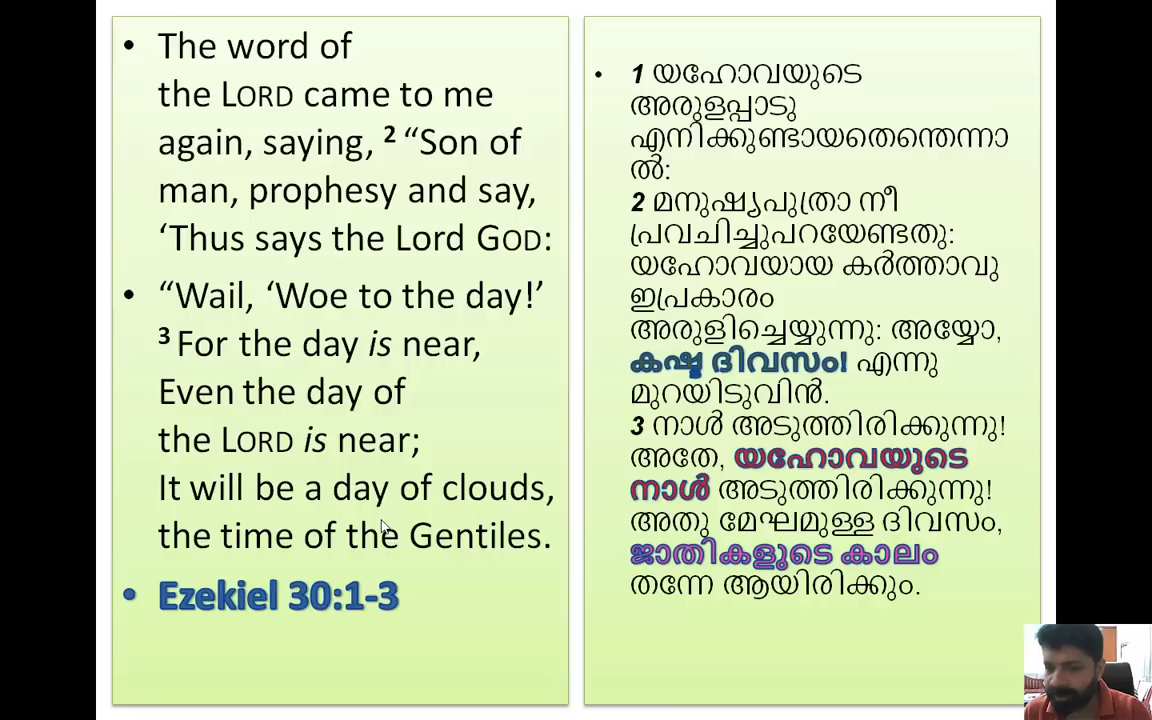 • The word of
the LORD came to me
again, saying, ² “Son of
man, prophesy and say,
‘Thus says the Lord GOD:
• “Wail, ‘Woe to the day!’
³ For the day is near,
Even the day of
the LORD is near;
It will be a day of clouds,
the time of the Gentiles.
• Ezekiel 30:1-3
• 1 യഹോവയുടെ
അരുളപ്പാടു
എനിക്കുണ്ടായതെന്തെന്നാ
ൽ:
2 മനുഷ്യപുത്രാ നീ
പ്രവചിച്ചുപറയേണ്ടതു:
യഹോവയായ കർത്താവു
ഇപ്രകാരം
അരുളിച്ചെയ്യുന്നു: അയ്യോ,
കഷ്ട ദിവസം! എന്നു
മുറയിടുവിൻ.
3 നാൾ അടുത്തിരിക്കുന്നു!
അതേ, യഹോവയുടെ
നാൾ അടുത്തിരിക്കുന്നു!
അതു മേഘമുള്ള ദിവസം,
ജാതികളുടെ കാലം
തന്നേ ആയിരിക്കും.